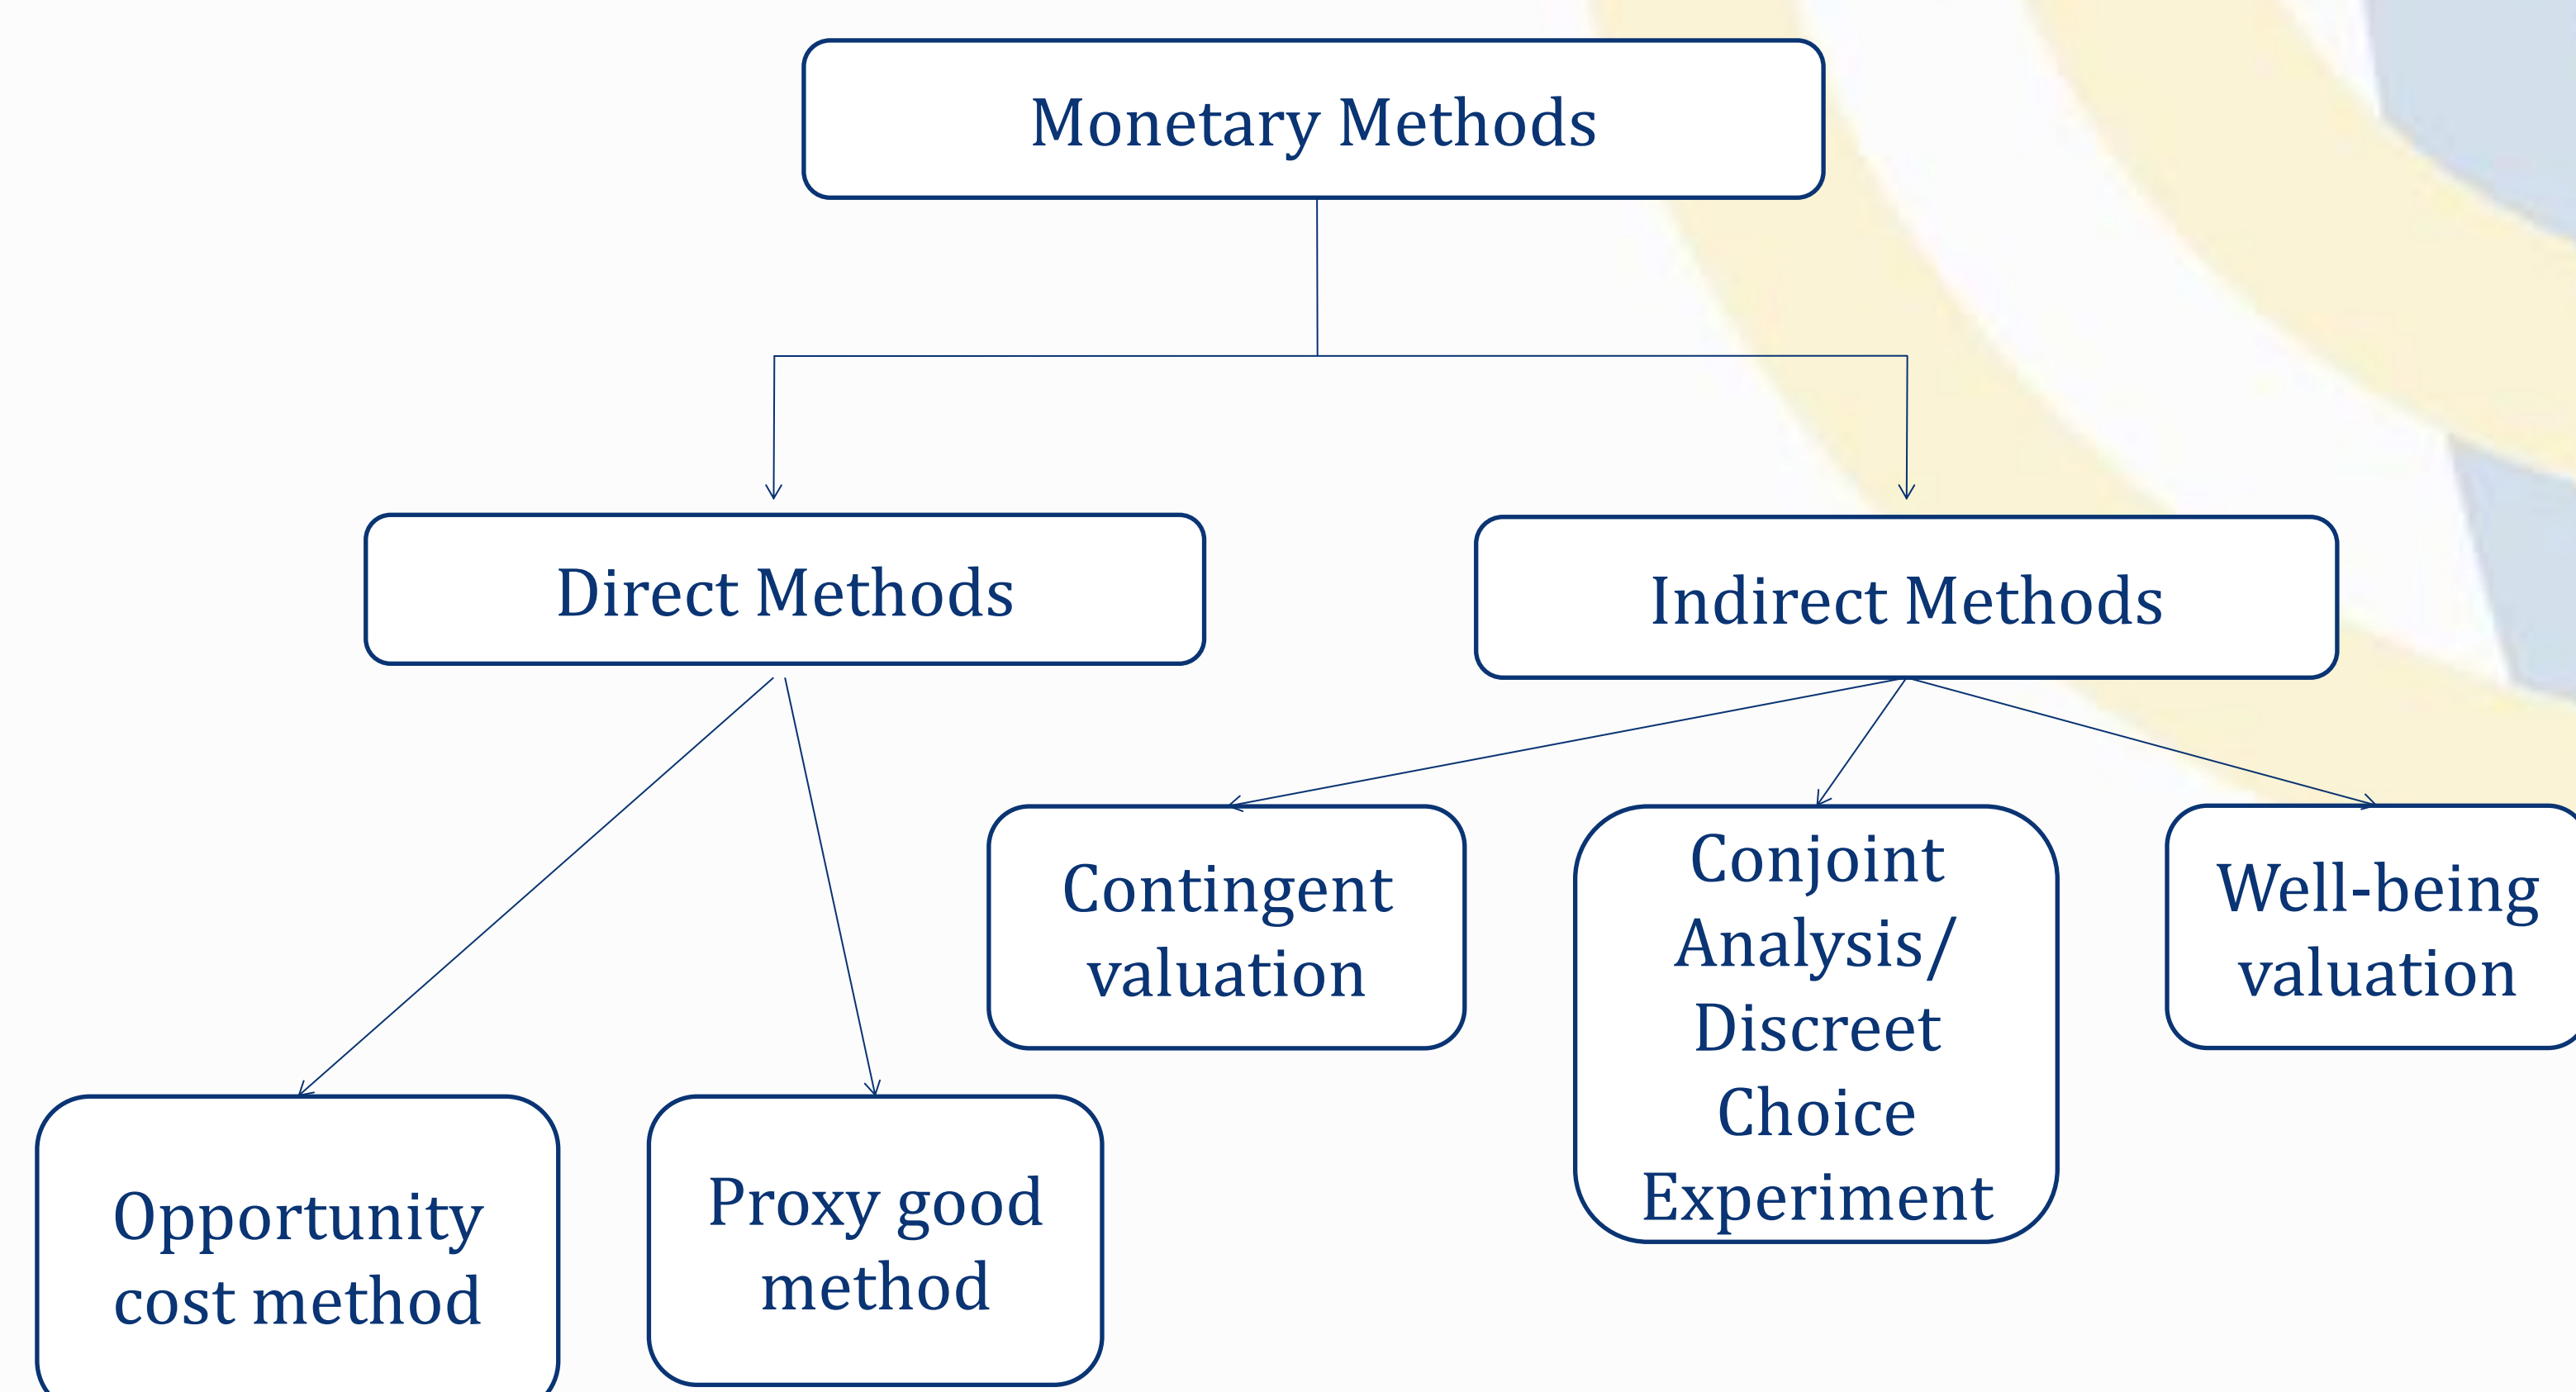 Monetary Methods
Direct Methods
Indirect Methods
Contingent
valuation
Conjoint
Analysis/
Discreet
Choice
Experiment
Well-being
valuation
Opportunity
cost method
Proxy good
method